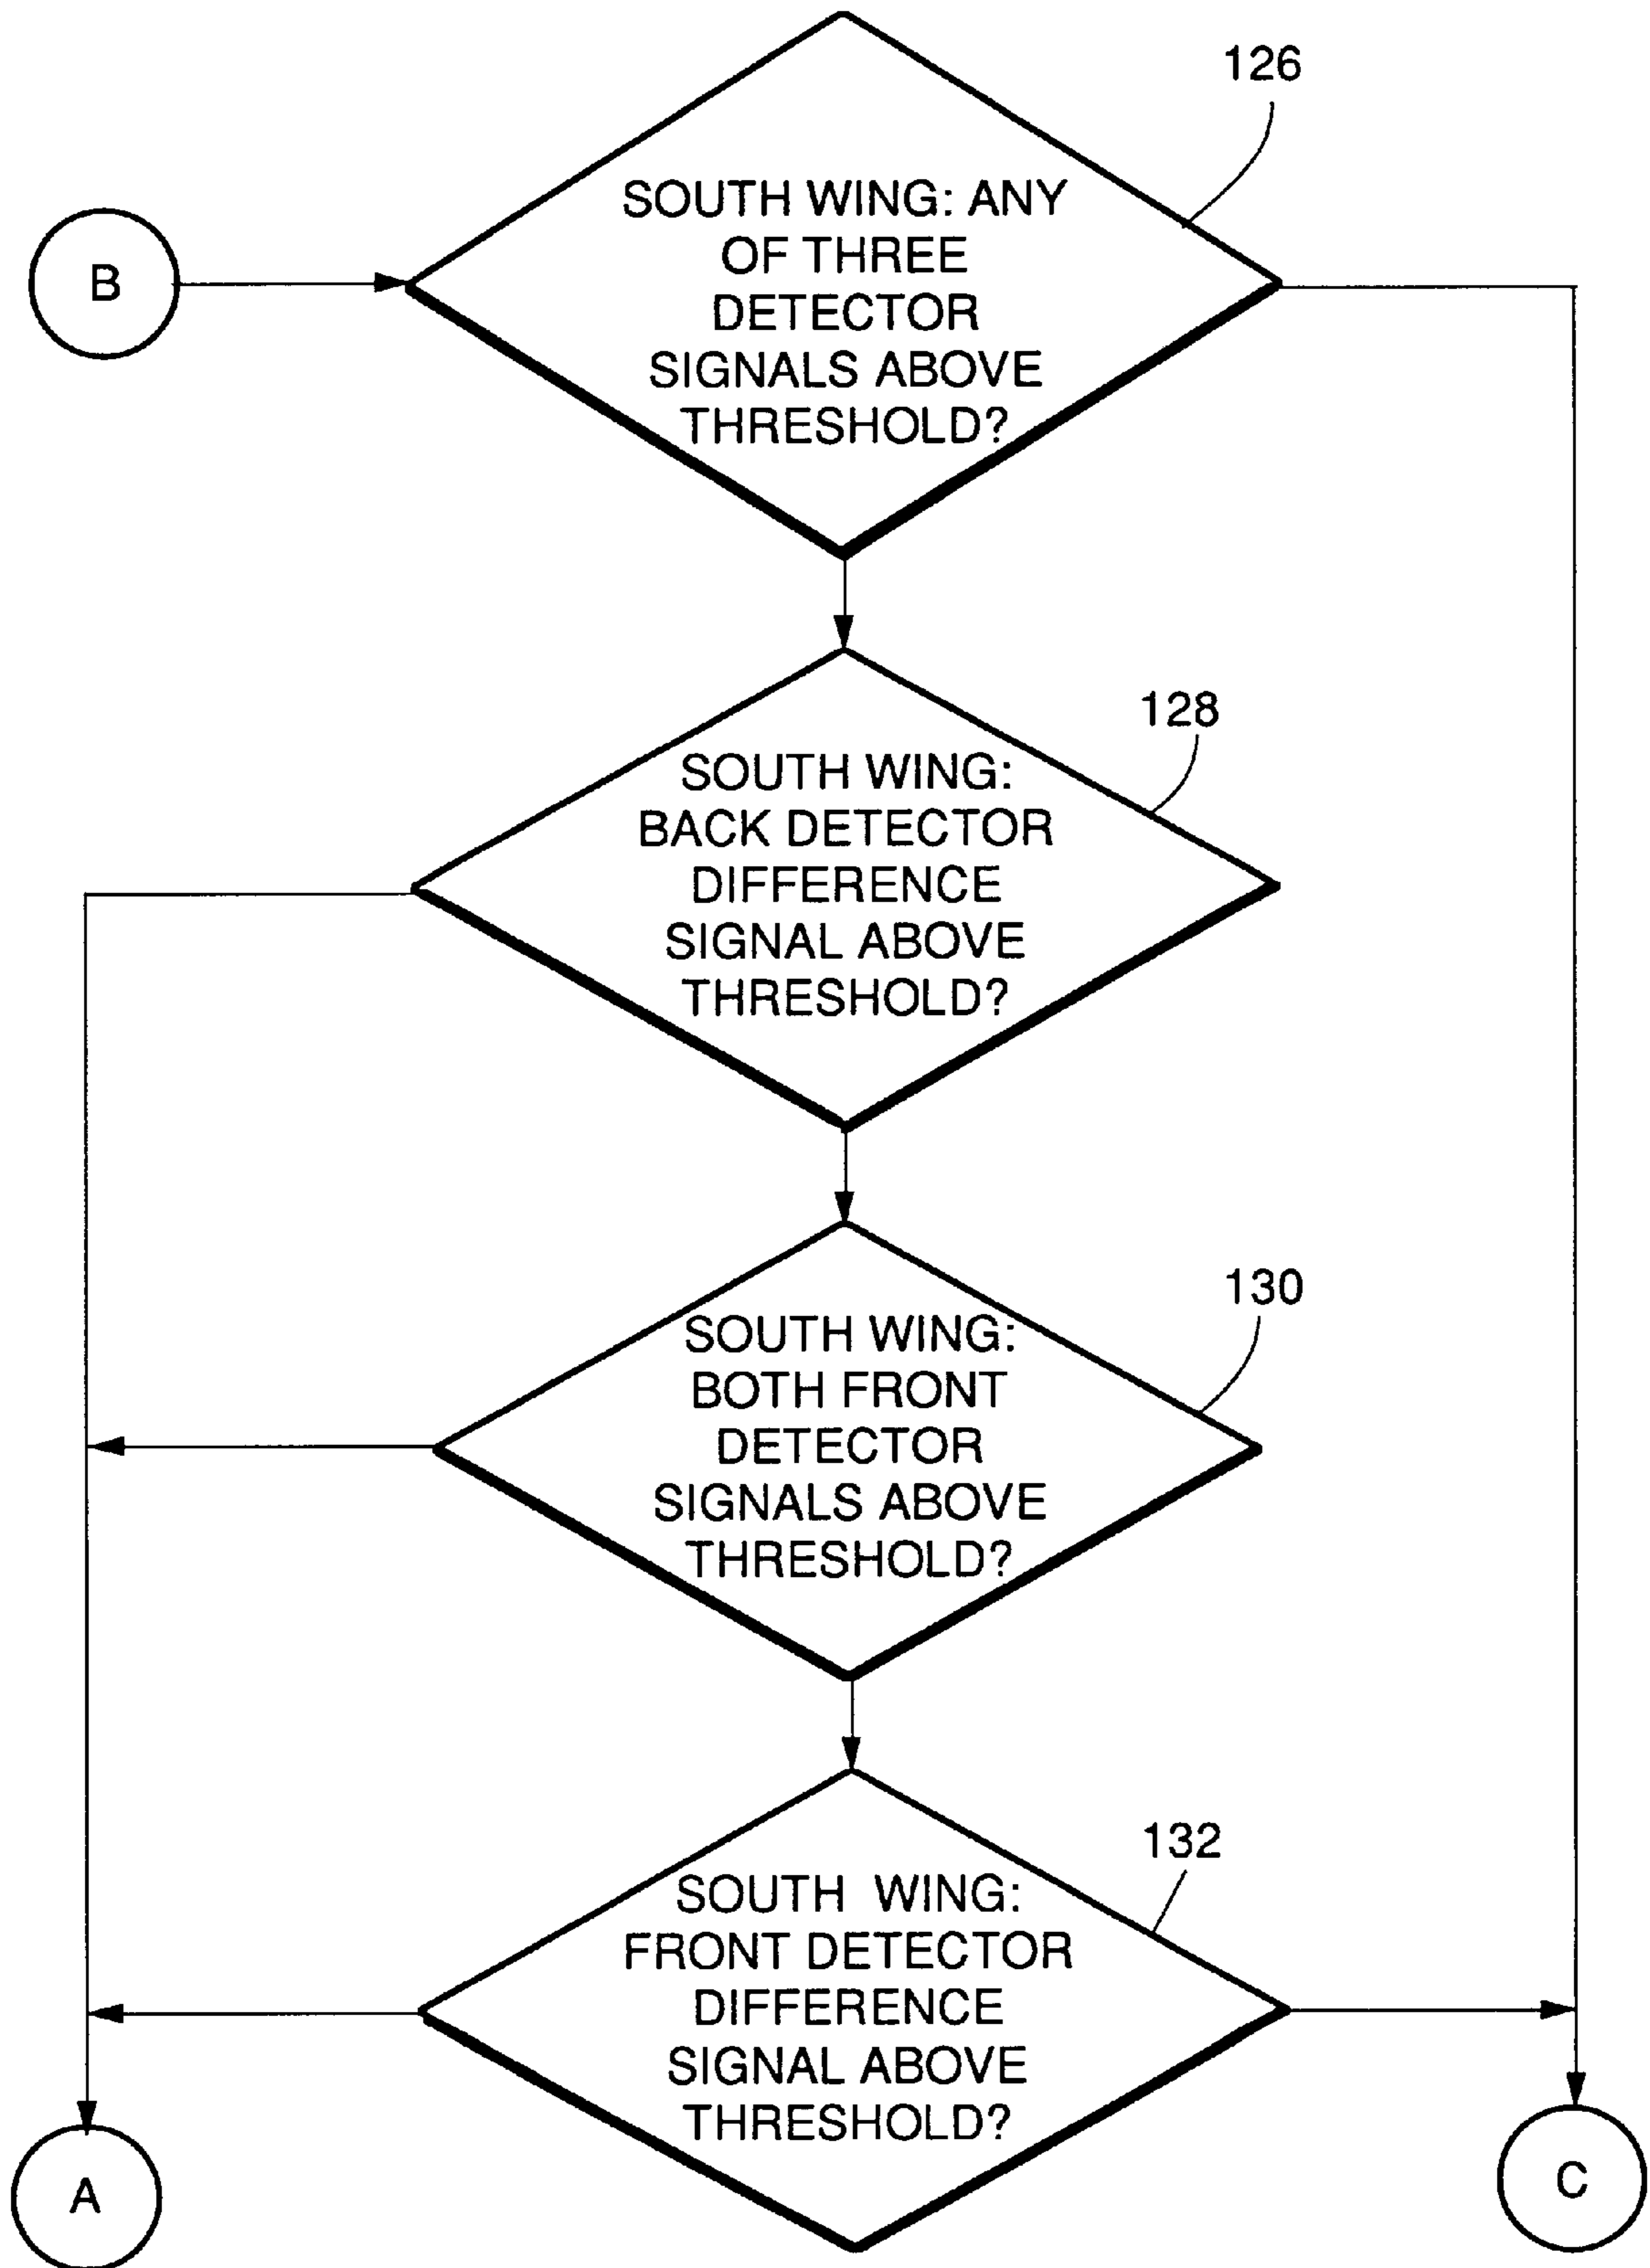 126
SOUTH WING: ANY
OF THREE
DETECTOR
SIGNALS ABOVE
THRESHOLD?
B
128
SOUTH WING:
BACK DETECTOR
DIFFERENCE
SIGNAL ABOVE
THRESHOLD?
130
SOUTH WING:
BOTH FRONT
DETECTOR
SIGNALS ABOVE
THRESHOLD?
132
SOUTH WING:
FRONT DETECTOR
DIFFERENCE
SIGNAL ABOVE
THRESHOLD?
A
C